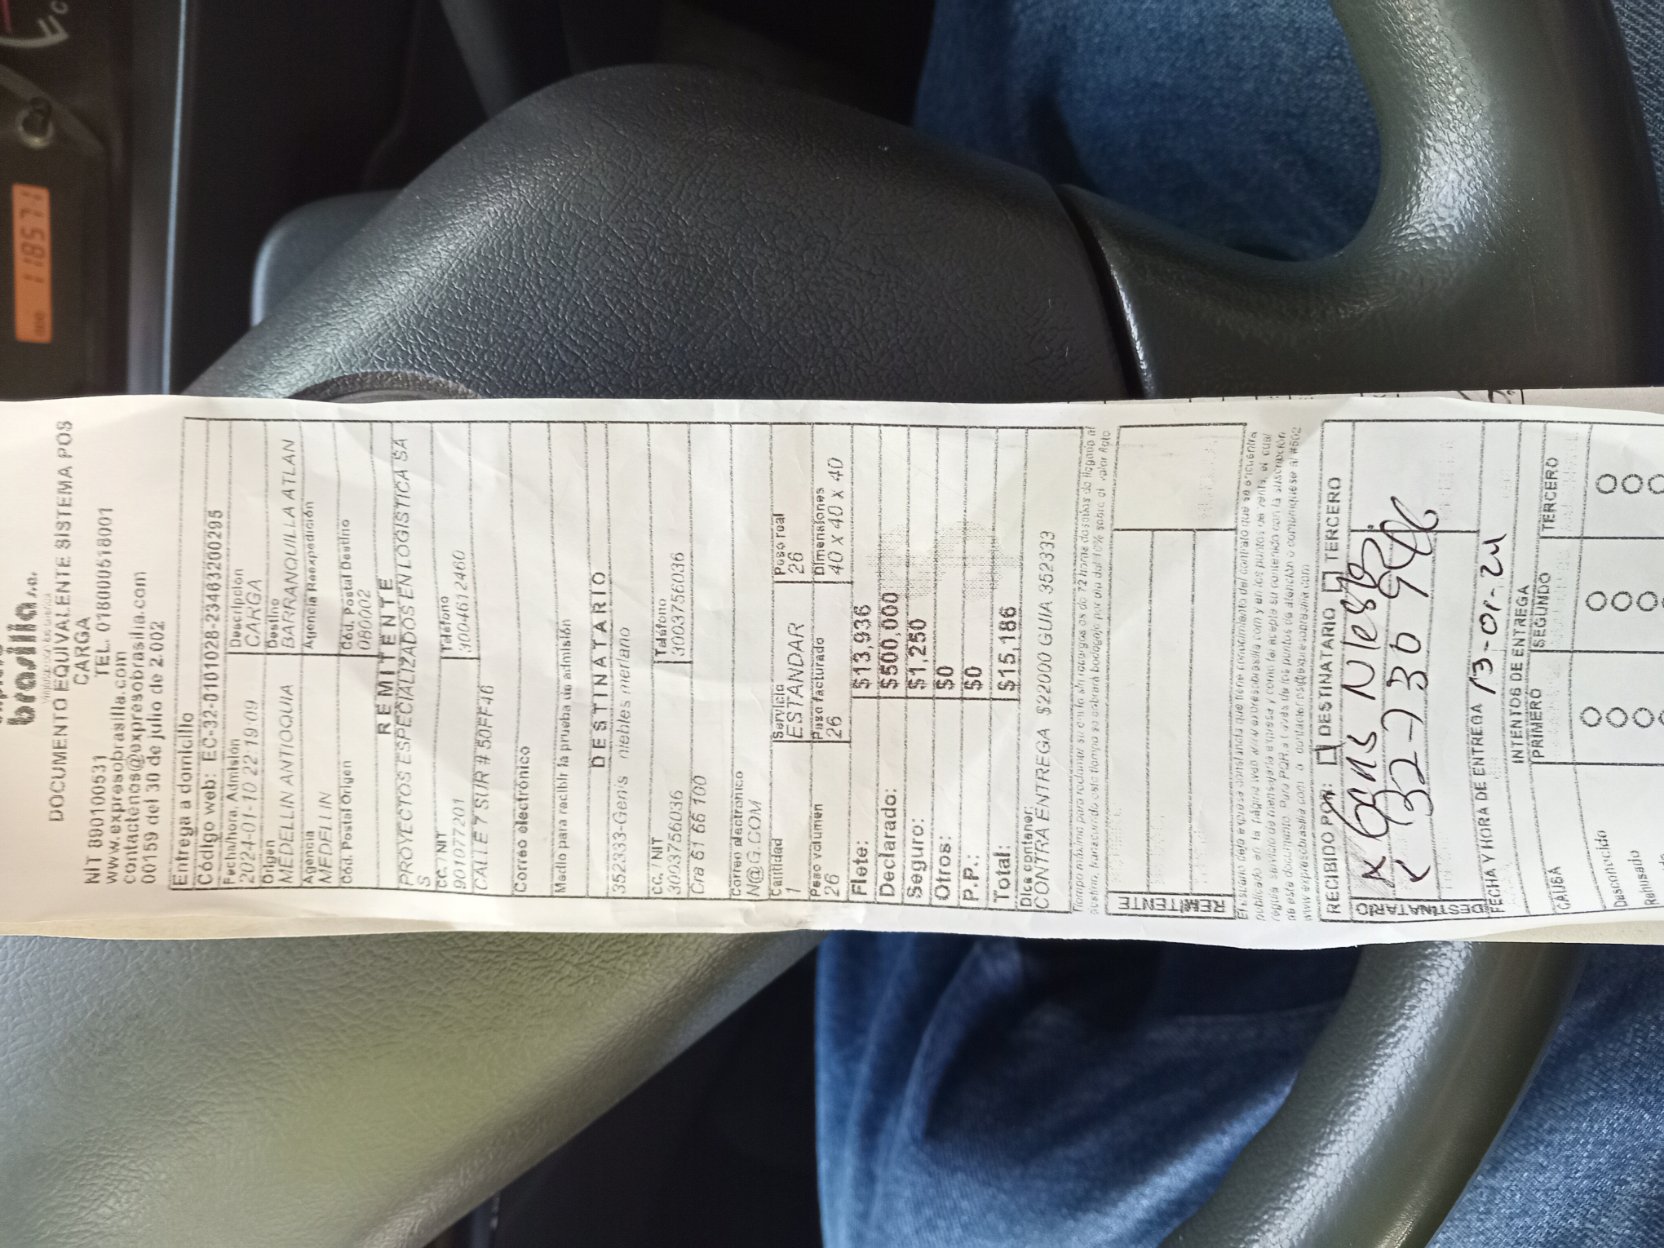 brasilia s.a.
DOCUMENTO EQUIVALENTE SISTEMA POS
CARGA
NIT 890100531 TEL. 018000518001
www.expresobrasilia.com
contactenos@expresobrasilia.com
00159 del 30 de julio de 2.002
Entrega a domicilio
Código web: EC-32-0101028-23483200295
Fecha/hora Admisión Descripción
2024-01-10 22:19:09 CARGA
Origen Destino
MEDELLIN ANTIOQUIA BARRANQUILLA ATLAN
Agencia Agencia Reexpedición
MEDELLIN
Cód. Postal Origen Cód. Postal Destino
080002
REMITENTE
PROYECTOS ESPECIALIZADOS EN LOGISTICA SA
S
CC. / NIT Teléfono
901077201 3004612460
CALLE 7 SUR # 50FF46
Correo electrónico
Medio para recibir la prueba de admisión
DESTINATARIO
352333-Genis niebles meriano
CC. / NIT Teléfono
3003756036 3003756036
Cra 61 66 100
Correo electrónico
N@G.COM
Cantidad Servicio Peso real
1 ESTANDAR 26
Peso volumen Peso facturado Dimensiones
26 26 40 x 40 x 40
Flete: $13,936
Declarado: $500,000
Seguro: $1,250
Otros: $0
P.P.: $0
Total: $15,186
Dice contener:
CONTRA ENTREGA $22000 GUIA 352333
REMITENTE
RECIBIDO POR: DESTINATARIO TERCERO
DESTINATARIO
FECHA Y HORA DE ENTREGA 13-01-24
INTENTOS DE ENTREGA
CAUSA PRIMERO SEGUNDO TERCERO
Desconocido
Rehusado
118571